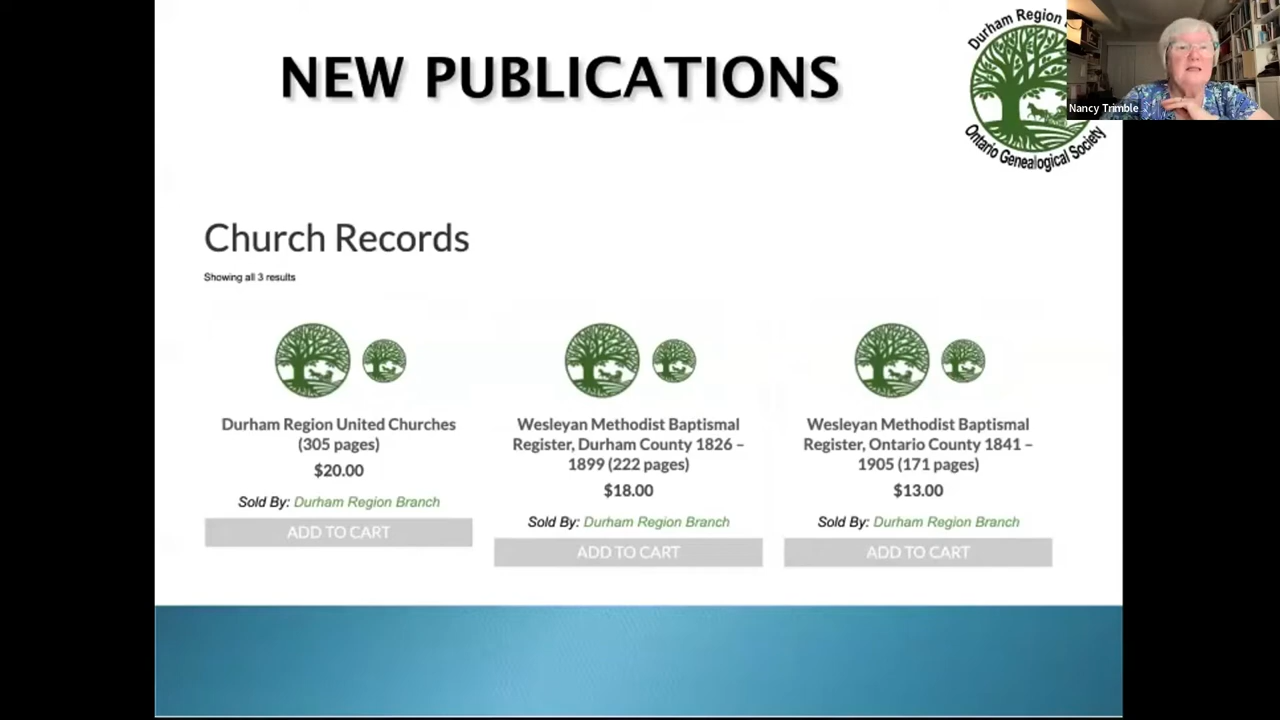 NEW PUBLICATIONS
Durham Region
Ontario Genealogical Society
Nancy Trimble
Church Records
Showing all 3 results
Durham Region United Churches
(305 pages)
$20.00
Sold By: Durham Region Branch
ADD TO CART
Wesleyan Methodist Baptismal
Register, Durham County 1826 –
1899 (222 pages)
$18.00
Sold By: Durham Region Branch
ADD TO CART
Wesleyan Methodist Baptismal
Register, Ontario County 1841 –
1905 (171 pages)
$13.00
Sold By: Durham Region Branch
ADD TO CART